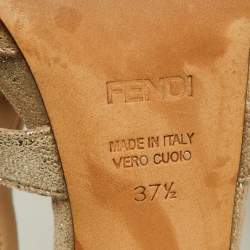 FENDI
MADE IN ITALY
VERO CUOIO
37½